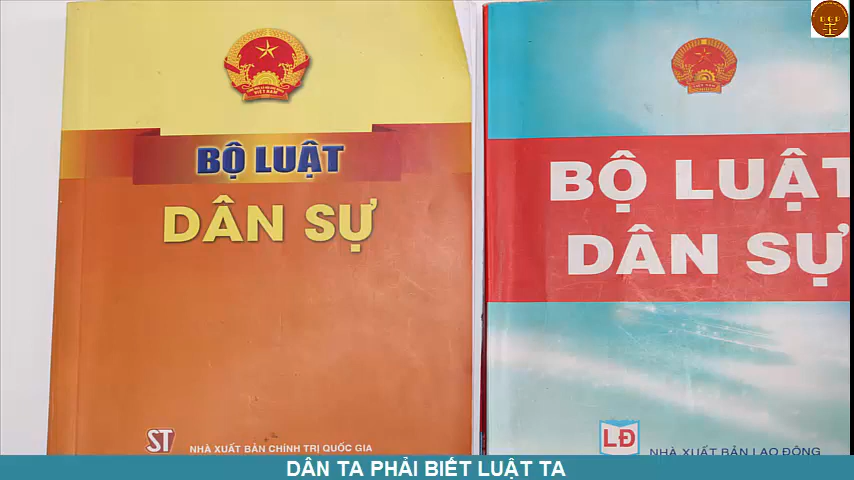 BỘ LUẬT
DÂN SỰ
ST
NHÀ XUẤT BẢN CHÍNH TRỊ QUỐC GIA
BỘ LUẬT
DÂN SỰ
LĐ
NHÀ XUẤT BẢN LAO ĐỘNG
DÂN TA PHẢI BIẾT LUẬT TA